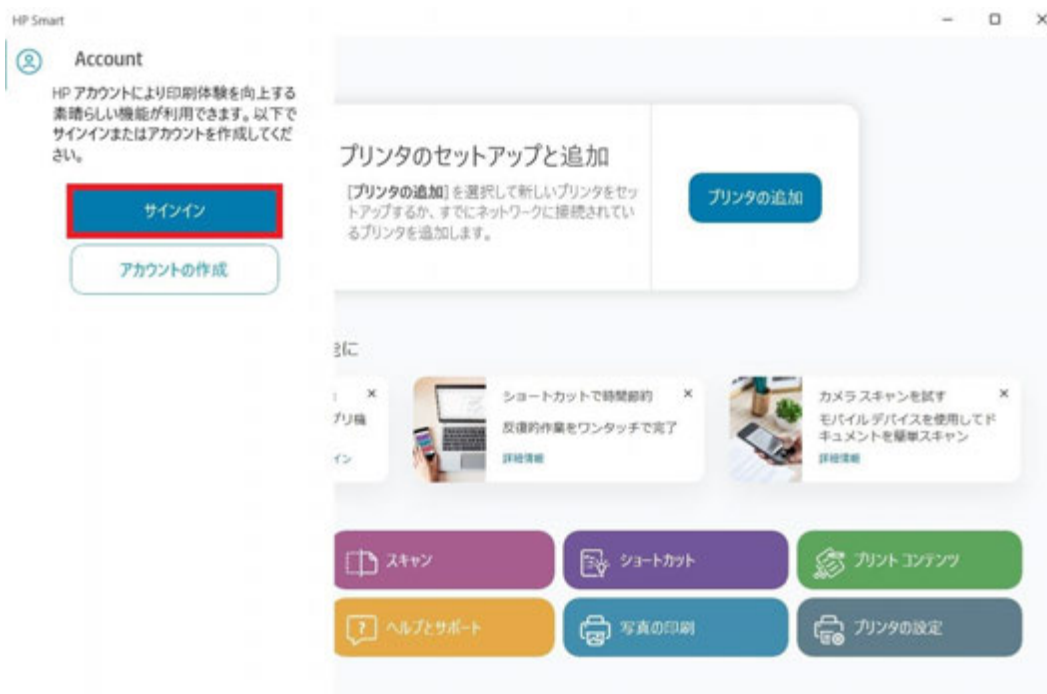 HP Smart
Account
HP アカウントにより印刷体験を向上する
素晴らしい機能が利用できます。以下で
サインインまたはアカウントを作成してくだ
さい。
サインイン
アカウントの作成
プリンタのセットアップと追加
[プリンタの追加] を選択して新しいプリンタをセッ
トアップするか、すでにネットワークに接続されてい
るプリンタを追加します。
プリンタの追加
に
プリ機
イン
ショートカットで時間節約
反復的作業をワンタッチで完了
詳細情報
カメラ スキャンを試す
モバイル デバイスを使用してド
キュメントを簡単スキャン
詳細情報
スキャン
ショートカット
プリント コンテンツ
ヘルプとサポート
写真の印刷
プリンタの設定